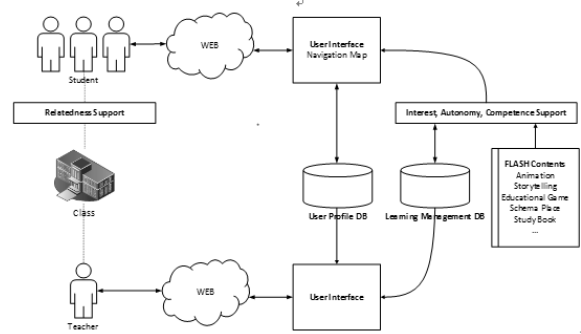 Student
WEB
User Interface
Navigation Map
Relatedness Support
Interest, Autonomy, Competence Support
FLASH Contents
Animation
Storytelling
Educational Game
Schema Place
Study Book
...
Class
User Profile DB
Learning Management DB
Teacher
WEB
User Interface